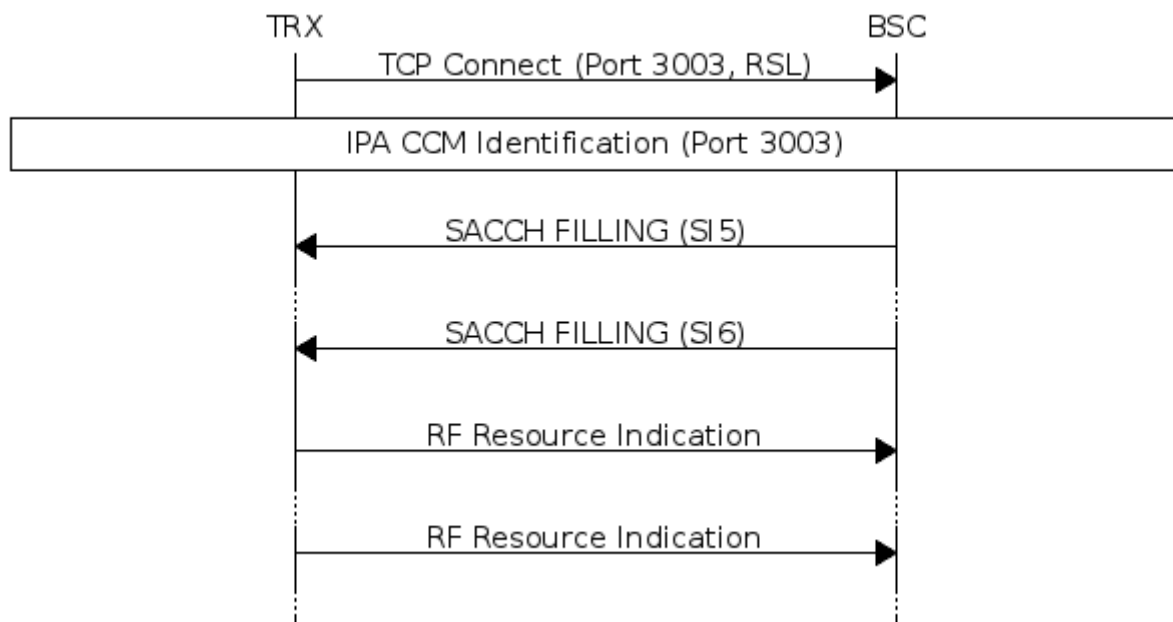 TRX BSC
TCP Connect (Port 3003, RSL)
IPA CCM Identification (Port 3003)
SACCH FILLING (SI5)
SACCH FILLING (SI6)
RF Resource Indication
RF Resource Indication